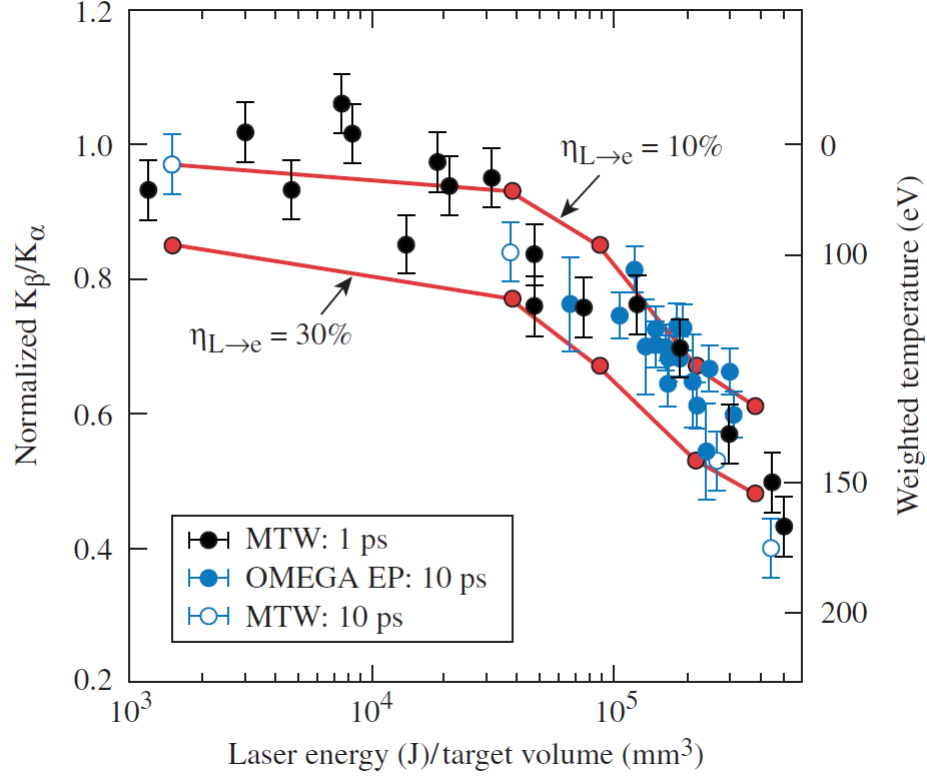 1.2
1.0
0.8
0.6
0.4
0.2
Normalized Kβ/Kα
0
100
150
200
Weighted temperature (eV)
ηL→e = 10%
ηL→e = 30%
MTW: 1 ps
OMEGA EP: 10 ps
MTW: 10 ps
10³
10⁴
10⁵
Laser energy (J)/target volume (mm³)